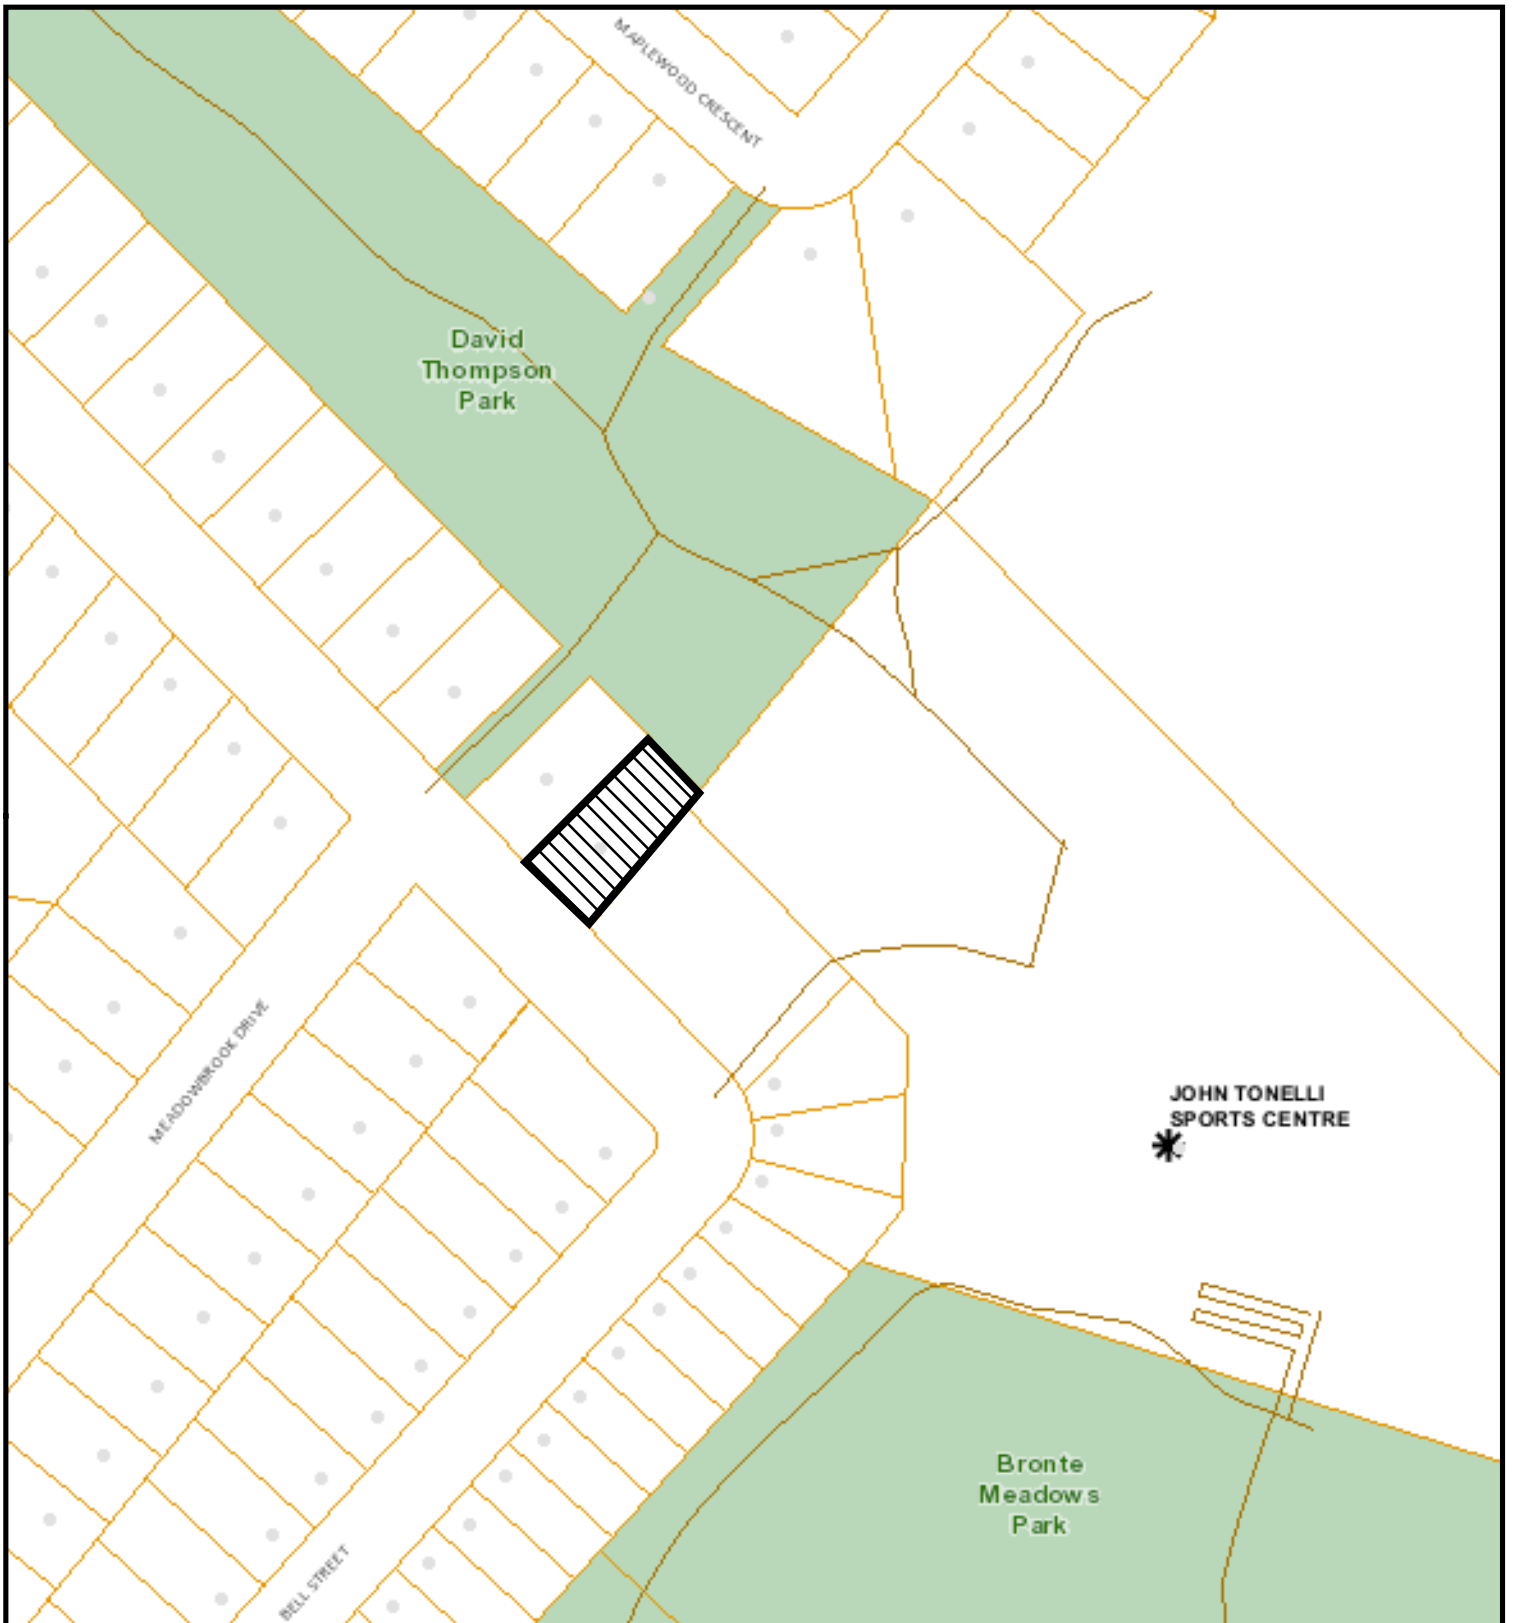 MAPLEWOOD CRESCENT
David
Thompson
Park
MEADOWBROOK DRIVE
JOHN TONELLI
SPORTS CENTRE
Bronte
Meadows
Park
BELL STREET